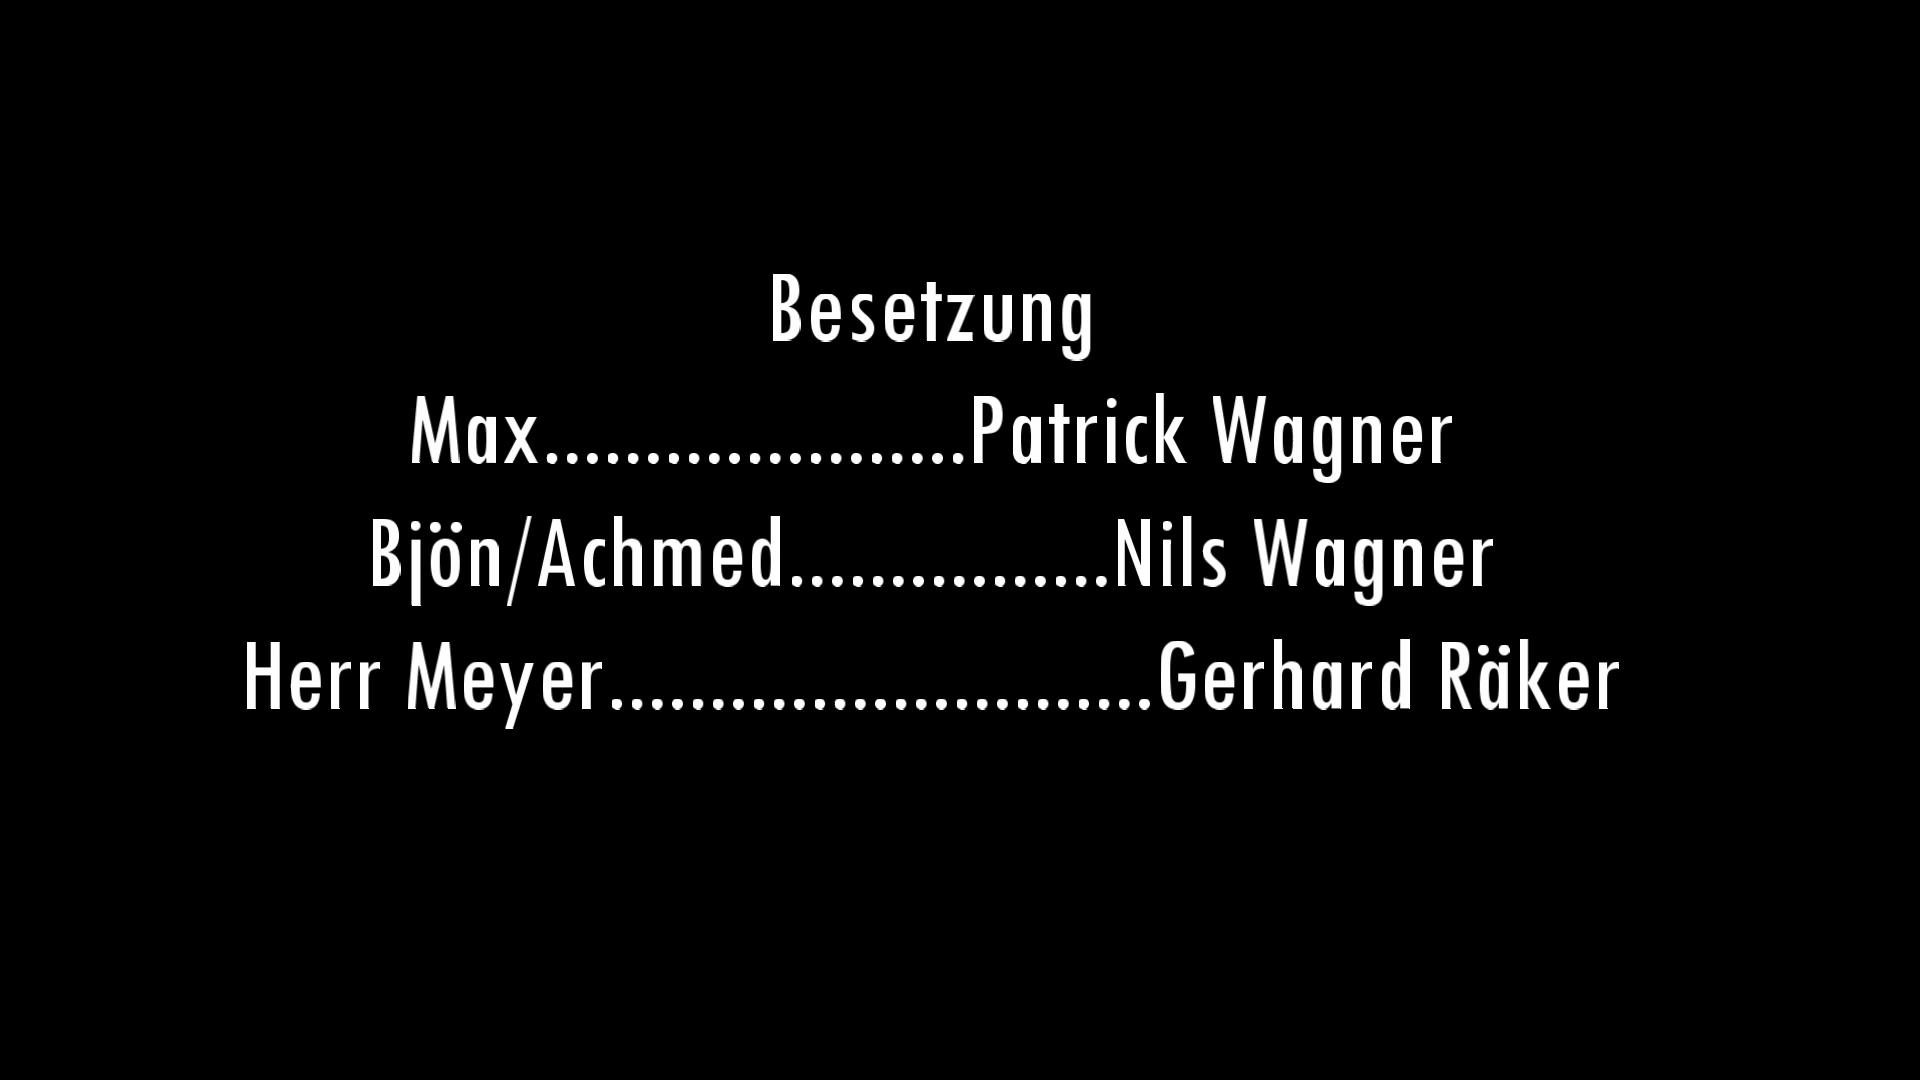 Besetzung
Max.....................Patrick Wagner
Bjön/Achmed................Nils Wagner
Herr Meyer...........................Gerhard Räker